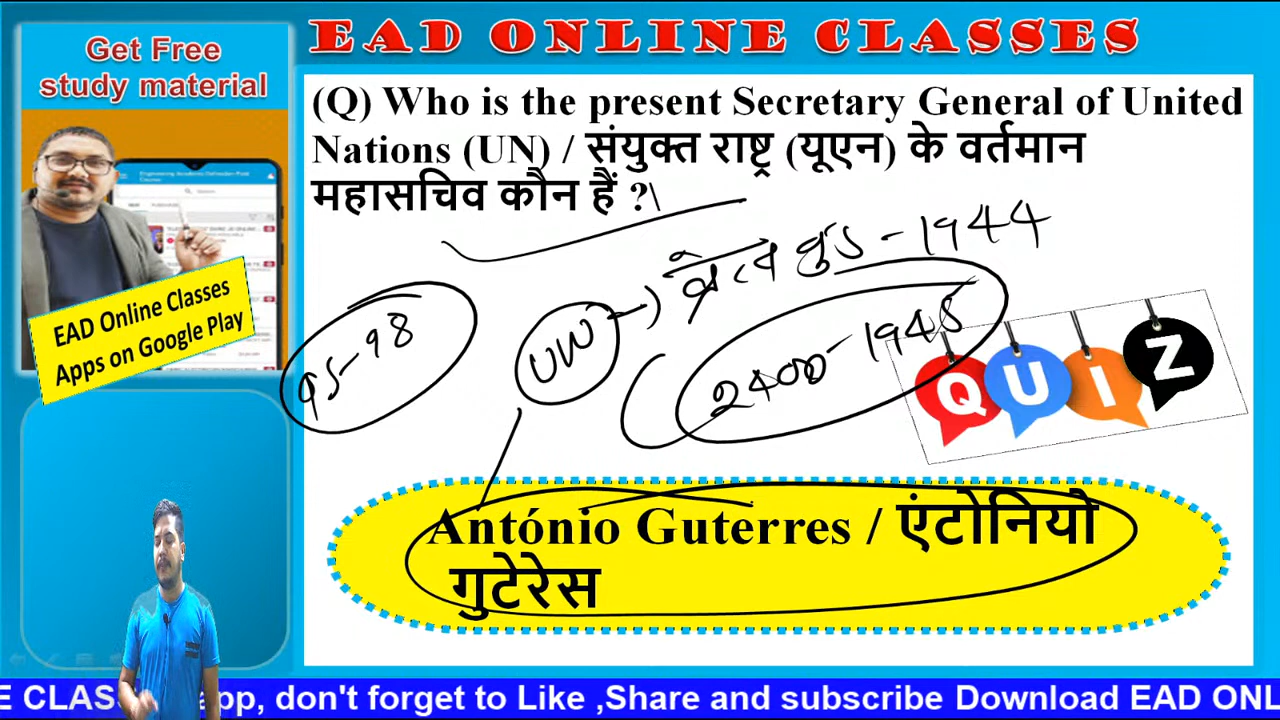 Get Free
study material
EAD ONLINE CLASSES
(Q) Who is the present Secretary General of United
Nations (UN) / संयुक्त राष्ट्र (यूएन) के वर्तमान
महासचिव कौन हैं ?
1944
UN
1945
95-98
EAD Online Classes
Apps on Google Play
QUIZ
António Guterres / एंटोनियो
गुटेरेस
E CLASS app, don't forget to Like ,Share and subscribe Download EAD ONL